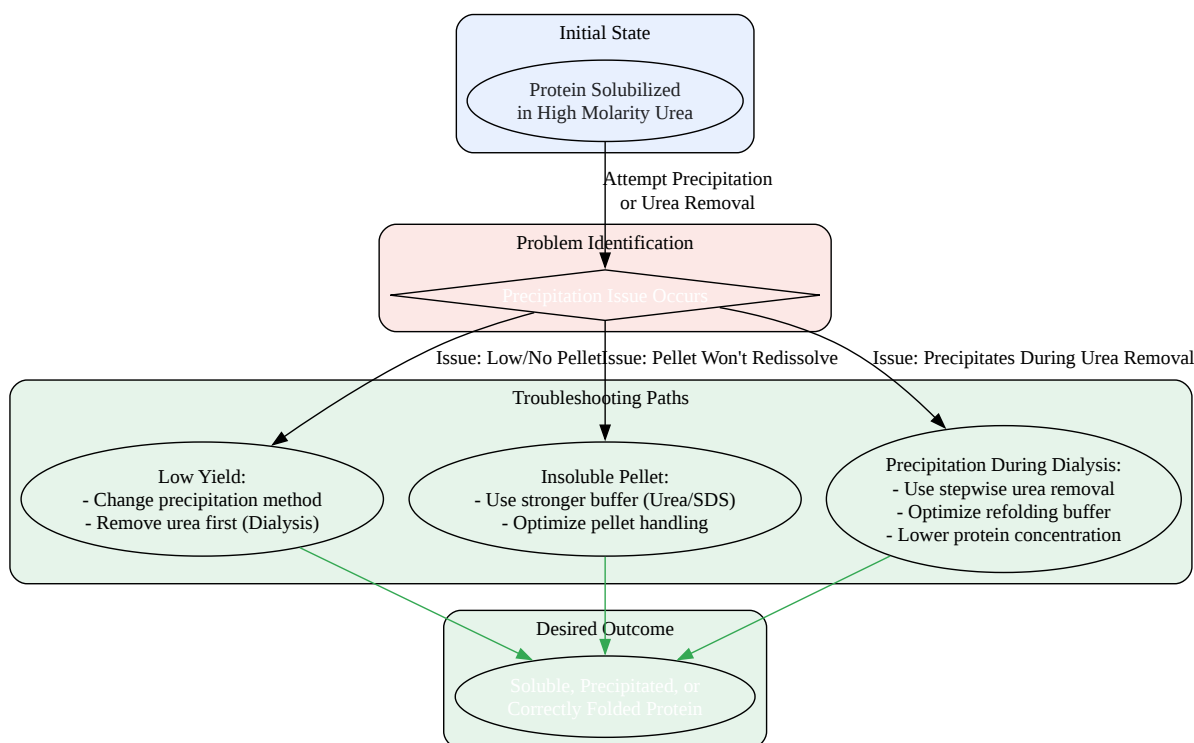 Initial State
Protein Solubilized
in High Molarity Urea
Attempt Precipitation
or Urea Removal
Problem Identification
Precipitation Issue Occurs
Issue: Low/No Pellet
Issue: Pellet Won't Redissolve
Issue: Precipitates During Urea Removal
Troubleshooting Paths
Low Yield:
- Change precipitation method
- Remove urea first (Dialysis)
Insoluble Pellet:
- Use stronger buffer (Urea/SDS)
- Optimize pellet handling
Precipitation During Dialysis:
- Use stepwise urea removal
- Optimize refolding buffer
- Lower protein concentration
Desired Outcome
Soluble, Precipitated, or
Correctly Folded Protein